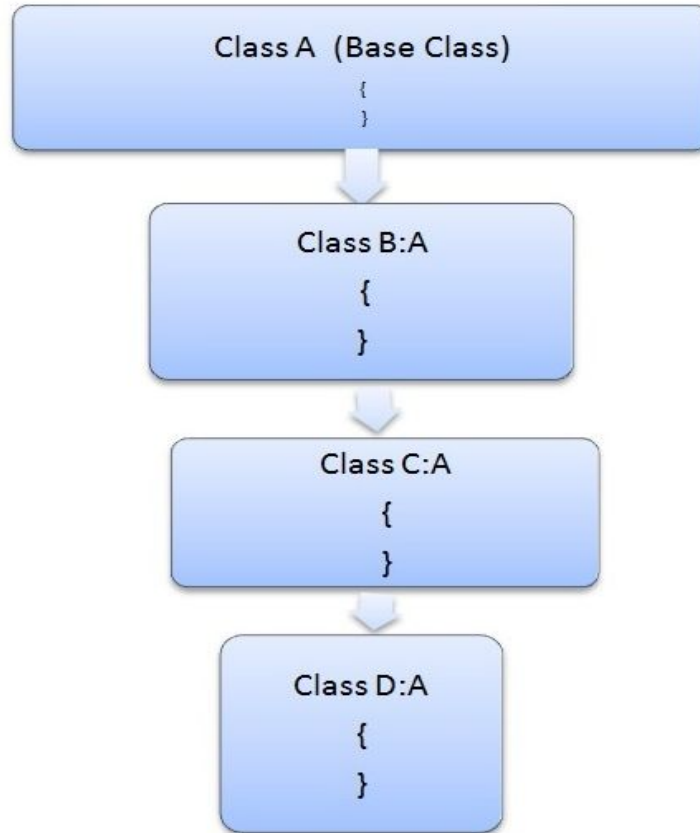 Class A (Base Class)
{
}
Class B:A
{
}
Class C:A
{
}
Class D:A
{
}